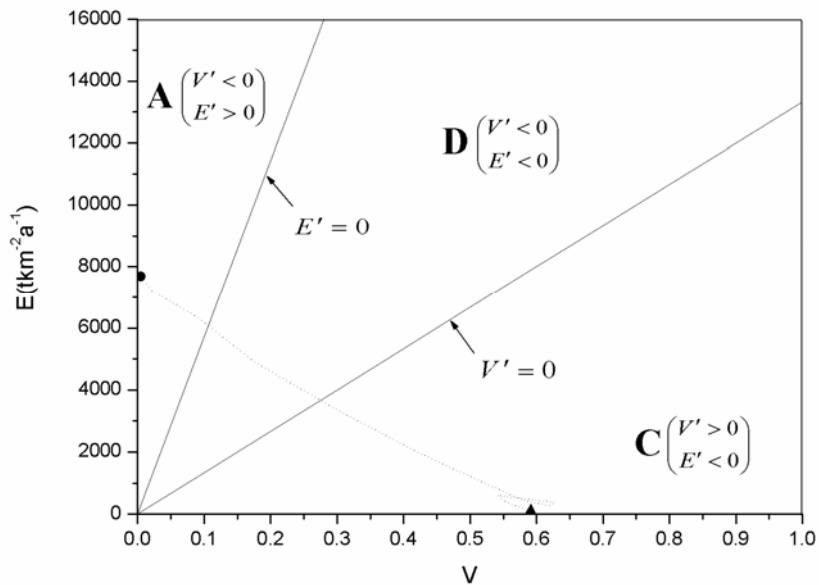 16000
14000
12000
10000
8000
6000
4000
2000
0
E(tkm⁻²a⁻¹)
A (V′ < 0
E′ > 0)
D (V′ < 0
E′ < 0)
E′ = 0
V′ = 0
C (V′ > 0
E′ < 0)
0.0 0.1 0.2 0.3 0.4 0.5 0.6 0.7 0.8 0.9 1.0
V